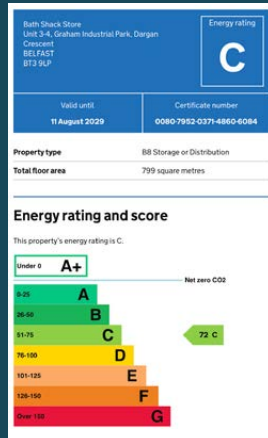 Bath Shack Store
Unit 3-4, Graham Industrial Park, Dargan
Crescent
BELFAST
BT3 9LP
Energy rating
C
Valid until
11 August 2029
Certificate number
0080-7952-0371-4860-6084
Property type
B8 Storage or Distribution
Total floor area
799 square metres
Energy rating and score
This property's energy rating is C.
Under 0 A+
Net zero CO2
0-25 A
26-50 B
51-75 C
72 C
76-100 D
101-125 E
126-150 F
Over 150 G